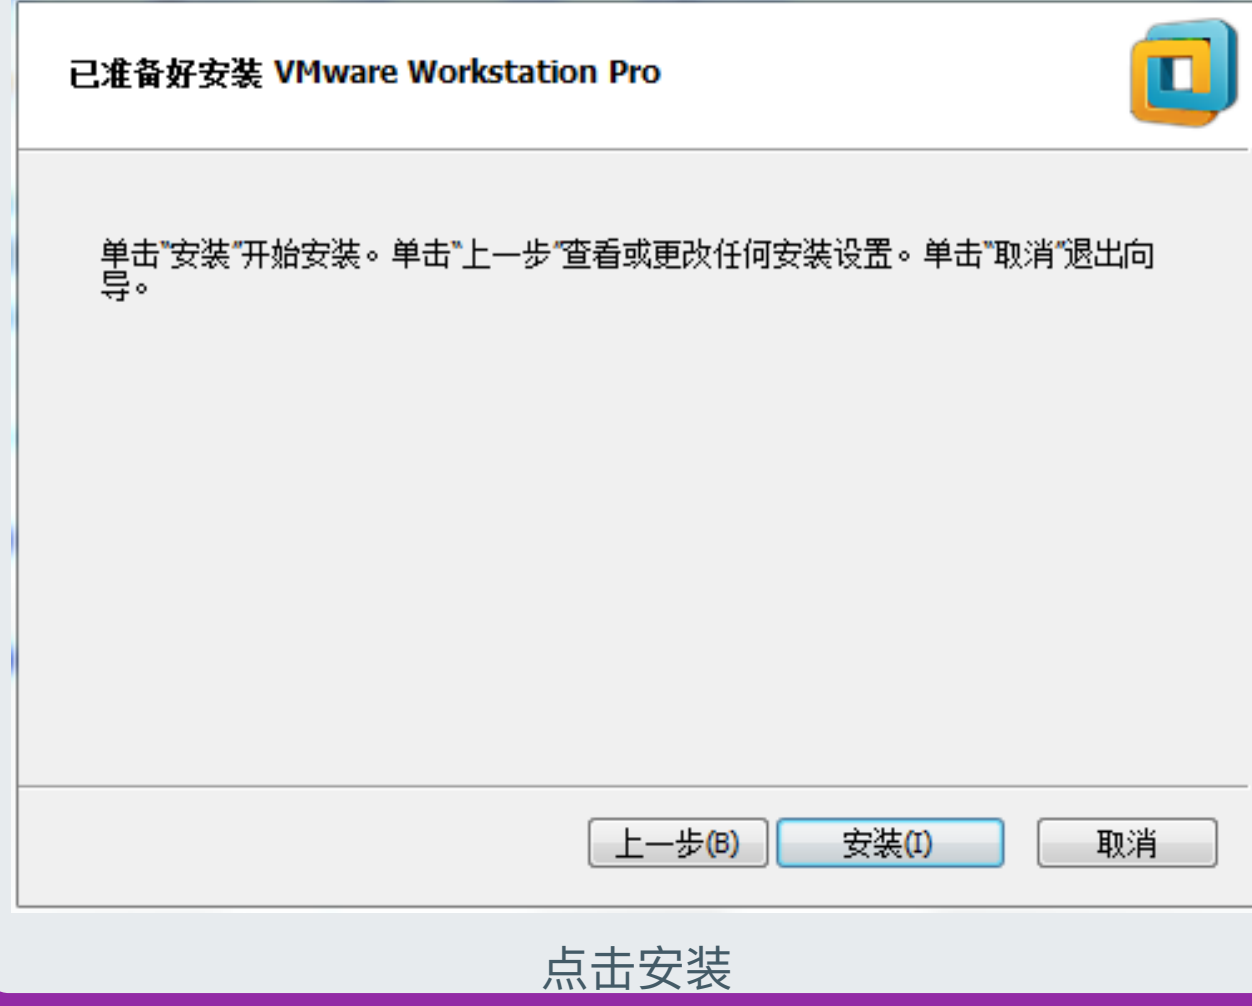 已准备好安装 VMware Workstation Pro
单击"安装"开始安装。单击"上一步"查看或更改任何安装设置。单击"取消"退出向
导。
上一步(B) 安装(I) 取消
点击安装